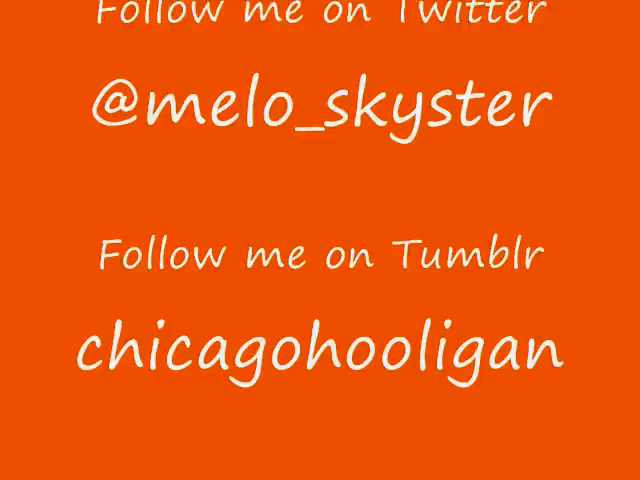 Follow me on Twitter
@melo_skyster
Follow me on Tumblr
chicagohooligan